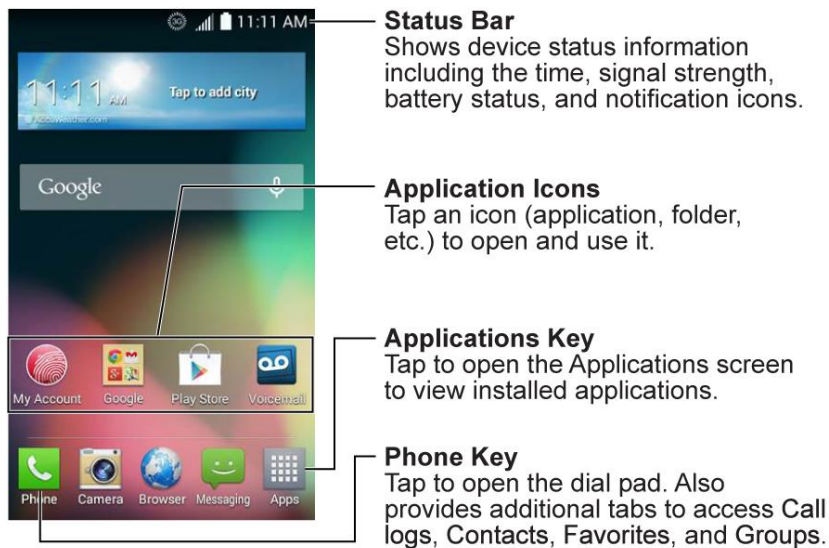 3G 11:11 AM
11:11 AM Tap to add city
AccuWeather.com
Google
My Account Google Play Store Voicemail
Phone Camera Browser Messaging Apps
Status Bar
Shows device status information
including the time, signal strength,
battery status, and notification icons.
Application Icons
Tap an icon (application, folder,
etc.) to open and use it.
Applications Key
Tap to open the Applications screen
to view installed applications.
Phone Key
Tap to open the dial pad. Also
provides additional tabs to access Call
logs, Contacts, Favorites, and Groups.